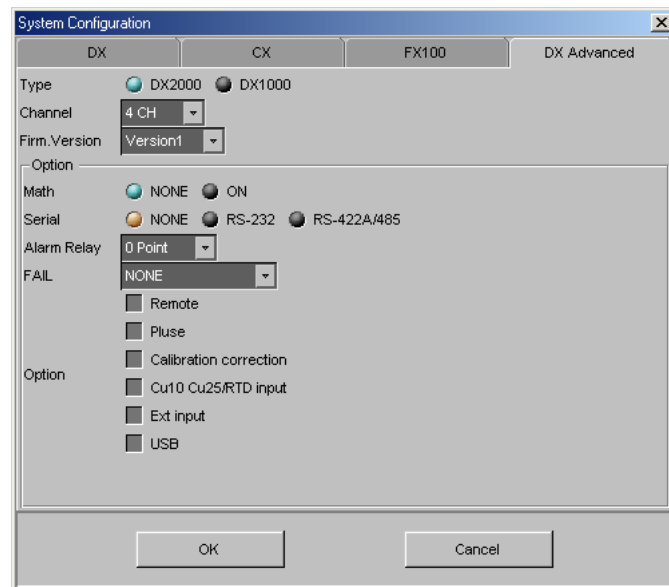 System Configuration
DX CX FX100 DX Advanced
Type DX2000 DX1000
Channel 4 CH
Firm.Version Version1
Option
Math NONE ON
Serial NONE RS-232 RS-422A/485
Alarm Relay 0 Point
FAIL NONE
Remote
Pluse
Calibration correction
Option
Cu10 Cu25/RTD input
Ext input
USB
OK Cancel